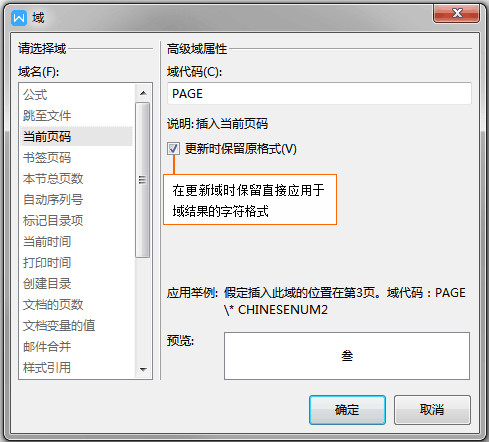 域
请选择域
域名(F):
公式
跳至文件
当前页码
书签页码
本节总页数
自动序列号
标记目录项
当前时间
打印时间
创建目录
文档的页数
文档变量的值
邮件合并
样式引用
高级域属性
域代码(C):
PAGE
说明: 插入当前页码
更新时保留原格式(V)
在更新域时保留直接应用于
域结果的字符格式
应用举例: 假定插入此域的位置在第3页。域代码：PAGE
\* CHINESENUM2
预览:
叁
确定
取消